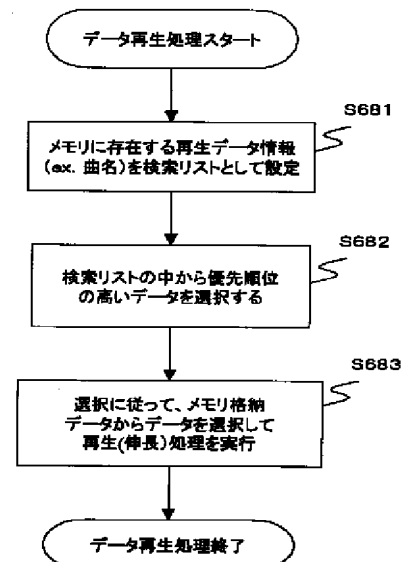 データ再生処理スタート
S681
メモリに存在する再生データ情報
(ex. 曲名)を検索リストとして設定
S682
検索リストの中から優先順位
の高いデータを選択する
S683
選択に従って、メモリ格納
データからデータを選択して
再生(伸長)処理を実行
データ再生処理終了